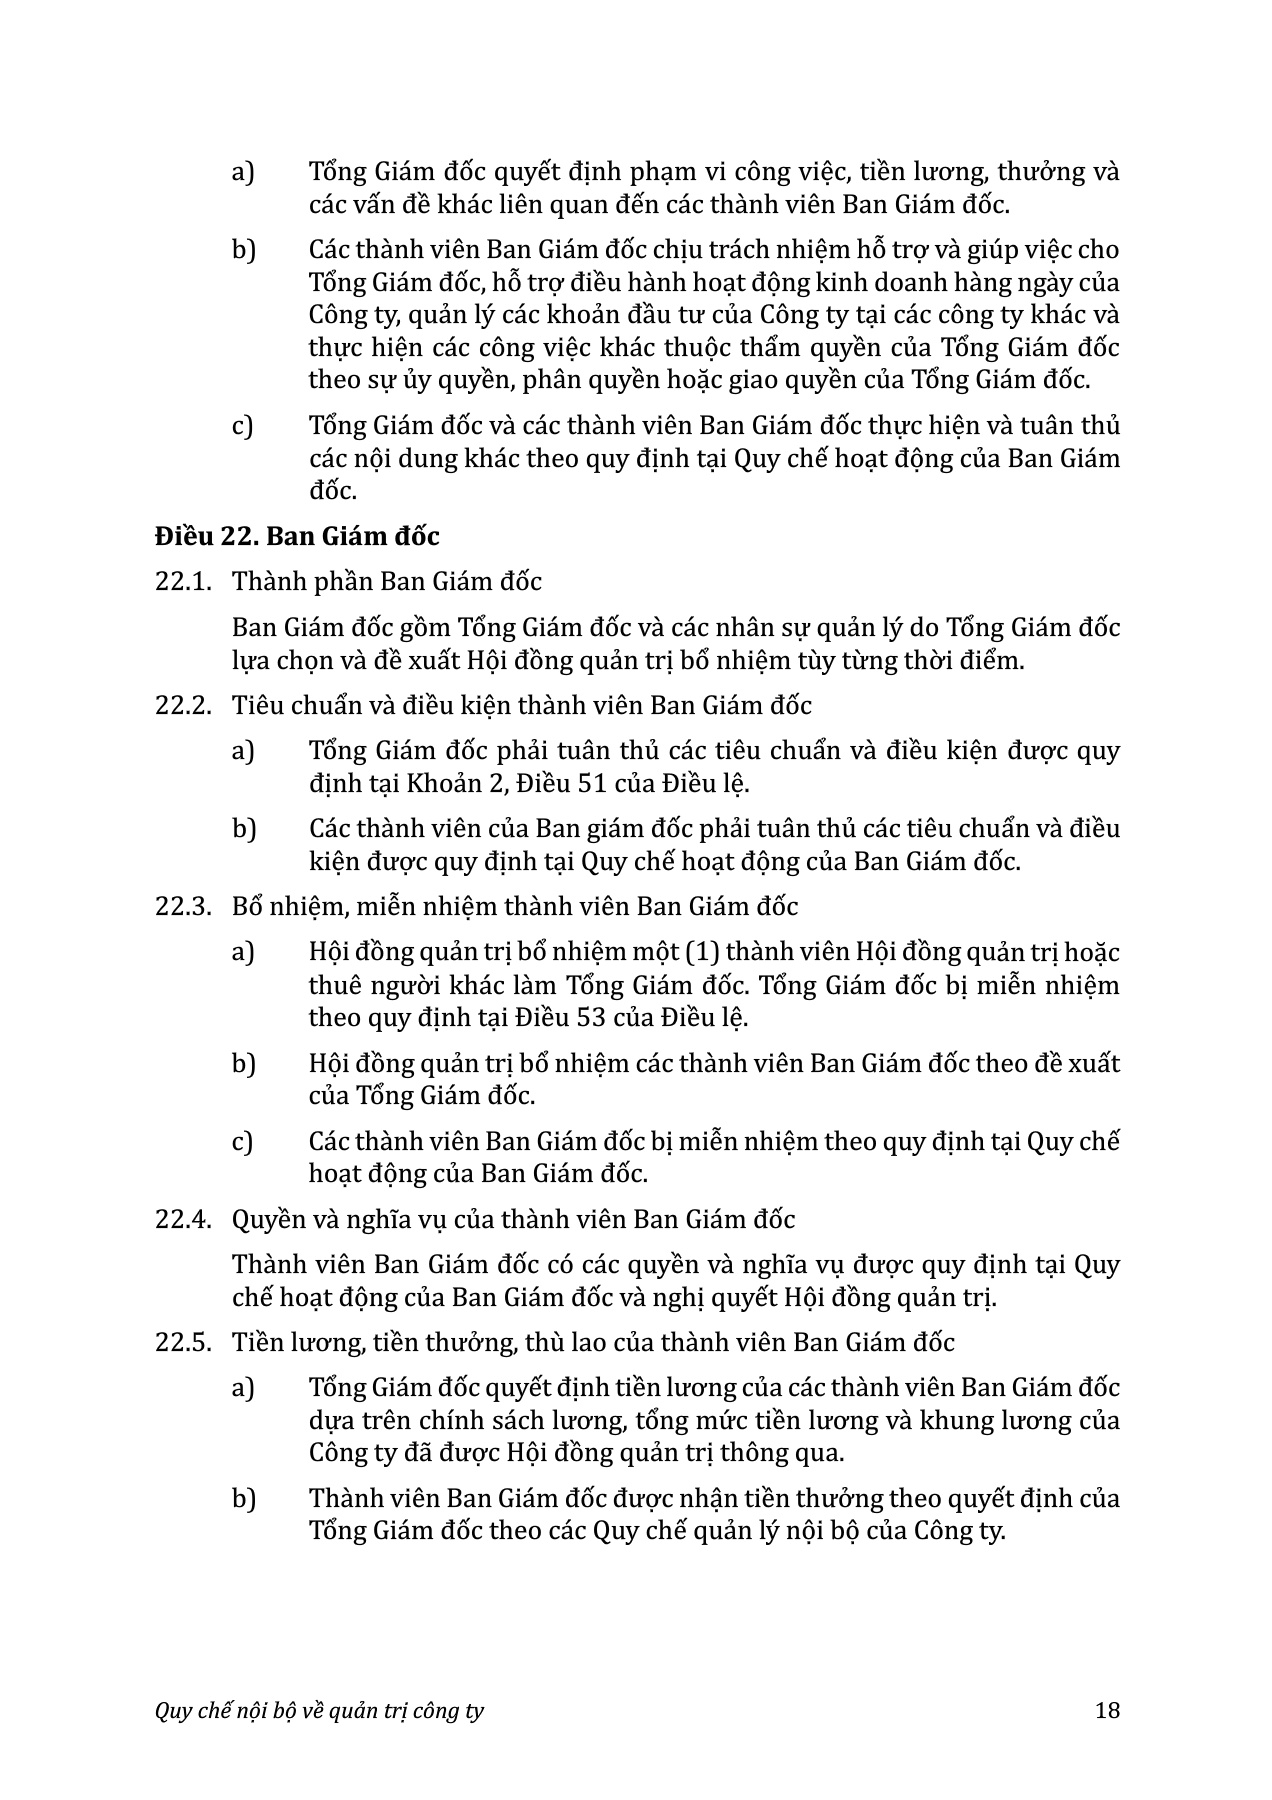 a) Tổng Giám đốc quyết định phạm vi công việc, tiền lương, thưởng và
các vấn đề khác liên quan đến các thành viên Ban Giám đốc.
b) Các thành viên Ban Giám đốc chịu trách nhiệm hỗ trợ và giúp việc cho
Tổng Giám đốc, hỗ trợ điều hành hoạt động kinh doanh hàng ngày của
Công ty, quản lý các khoản đầu tư của Công ty tại các công ty khác và
thực hiện các công việc khác thuộc thẩm quyền của Tổng Giám đốc
theo sự ủy quyền, phân quyền hoặc giao quyền của Tổng Giám đốc.
c) Tổng Giám đốc và các thành viên Ban Giám đốc thực hiện và tuân thủ
các nội dung khác theo quy định tại Quy chế hoạt động của Ban Giám
đốc.
Điều 22. Ban Giám đốc
22.1. Thành phần Ban Giám đốc
Ban Giám đốc gồm Tổng Giám đốc và các nhân sự quản lý do Tổng Giám đốc
lựa chọn và đề xuất Hội đồng quản trị bổ nhiệm tùy từng thời điểm.
22.2. Tiêu chuẩn và điều kiện thành viên Ban Giám đốc
a) Tổng Giám đốc phải tuân thủ các tiêu chuẩn và điều kiện được quy
định tại Khoản 2, Điều 51 của Điều lệ.
b) Các thành viên của Ban giám đốc phải tuân thủ các tiêu chuẩn và điều
kiện được quy định tại Quy chế hoạt động của Ban Giám đốc.
22.3. Bổ nhiệm, miễn nhiệm thành viên Ban Giám đốc
a) Hội đồng quản trị bổ nhiệm một (1) thành viên Hội đồng quản trị hoặc
thuê người khác làm Tổng Giám đốc. Tổng Giám đốc bị miễn nhiệm
theo quy định tại Điều 53 của Điều lệ.
b) Hội đồng quản trị bổ nhiệm các thành viên Ban Giám đốc theo đề xuất
của Tổng Giám đốc.
c) Các thành viên Ban Giám đốc bị miễn nhiệm theo quy định tại Quy chế
hoạt động của Ban Giám đốc.
22.4. Quyền và nghĩa vụ của thành viên Ban Giám đốc
Thành viên Ban Giám đốc có các quyền và nghĩa vụ được quy định tại Quy
chế hoạt động của Ban Giám đốc và nghị quyết Hội đồng quản trị.
22.5. Tiền lương, tiền thưởng, thù lao của thành viên Ban Giám đốc
a) Tổng Giám đốc quyết định tiền lương của các thành viên Ban Giám đốc
dựa trên chính sách lương, tổng mức tiền lương và khung lương của
Công ty đã được Hội đồng quản trị thông qua.
b) Thành viên Ban Giám đốc được nhận tiền thưởng theo quyết định của
Tổng Giám đốc theo các Quy chế quản lý nội bộ của Công ty.
Quy chế nội bộ về quản trị công ty 18